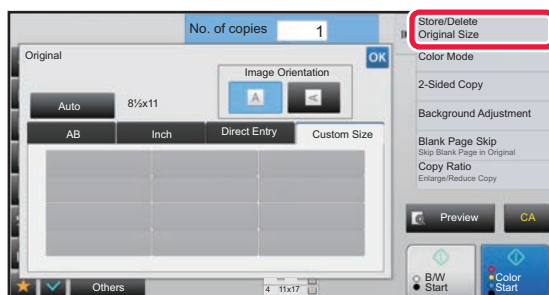 No. of copies
1
Store/Delete
Original Size
Original
OK
Color Mode
Image Orientation
A
A
2-Sided Copy
Auto
8½x11
Background Adjustment
AB
Inch
Direct Entry
Custom Size
Blank Page Skip
Skip Blank Page in Original
Copy Ratio
Enlarge/Reduce Copy
Preview
CA
Others
4
11x17
B/W
Start
Color
Start